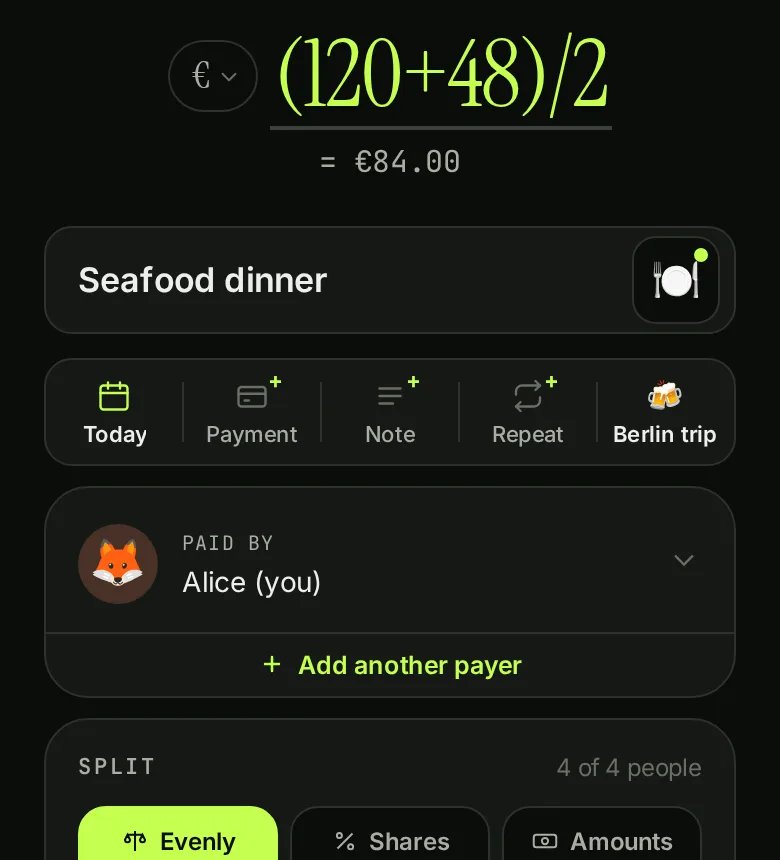 € (120+48)/2
= €84.00
Seafood dinner
Today Payment Note Repeat Berlin trip
PAID BY
Alice (you)
+ Add another payer
SPLIT 4 of 4 people
Evenly Shares Amounts